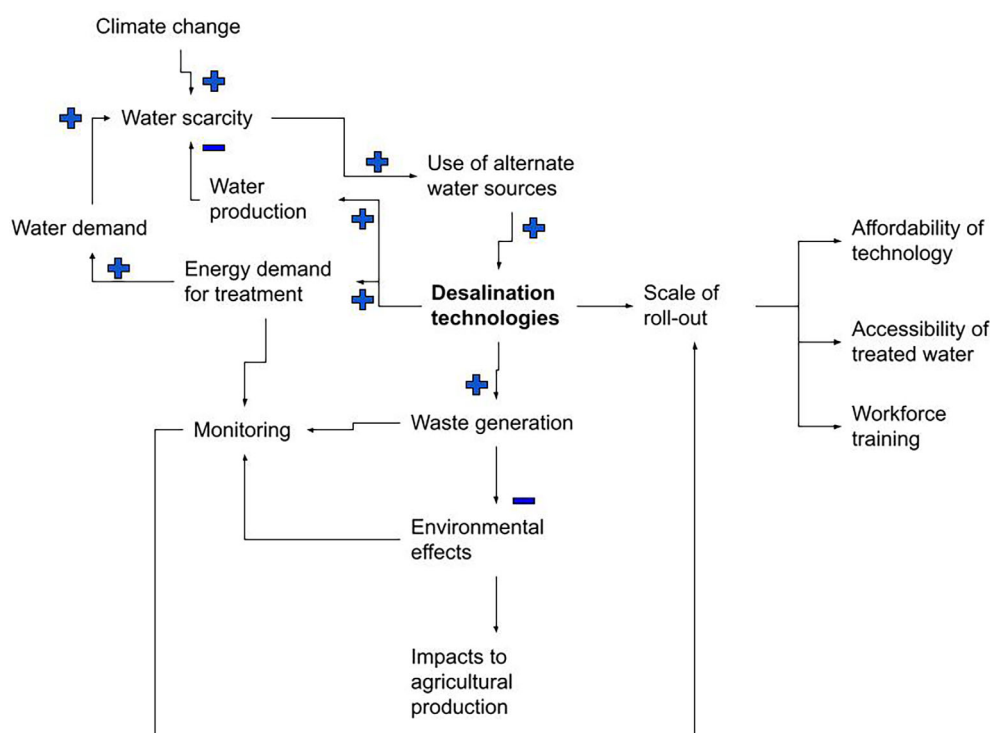 Climate change
Water scarcity
Use of alternate
water sources
Water
production
Water demand
Energy demand
for treatment
Desalination
technologies
Scale of
roll-out
Affordability of
technology
Accessibility of
treated water
Workforce
training
Monitoring
Waste generation
Environmental
effects
Impacts to
agricultural
production